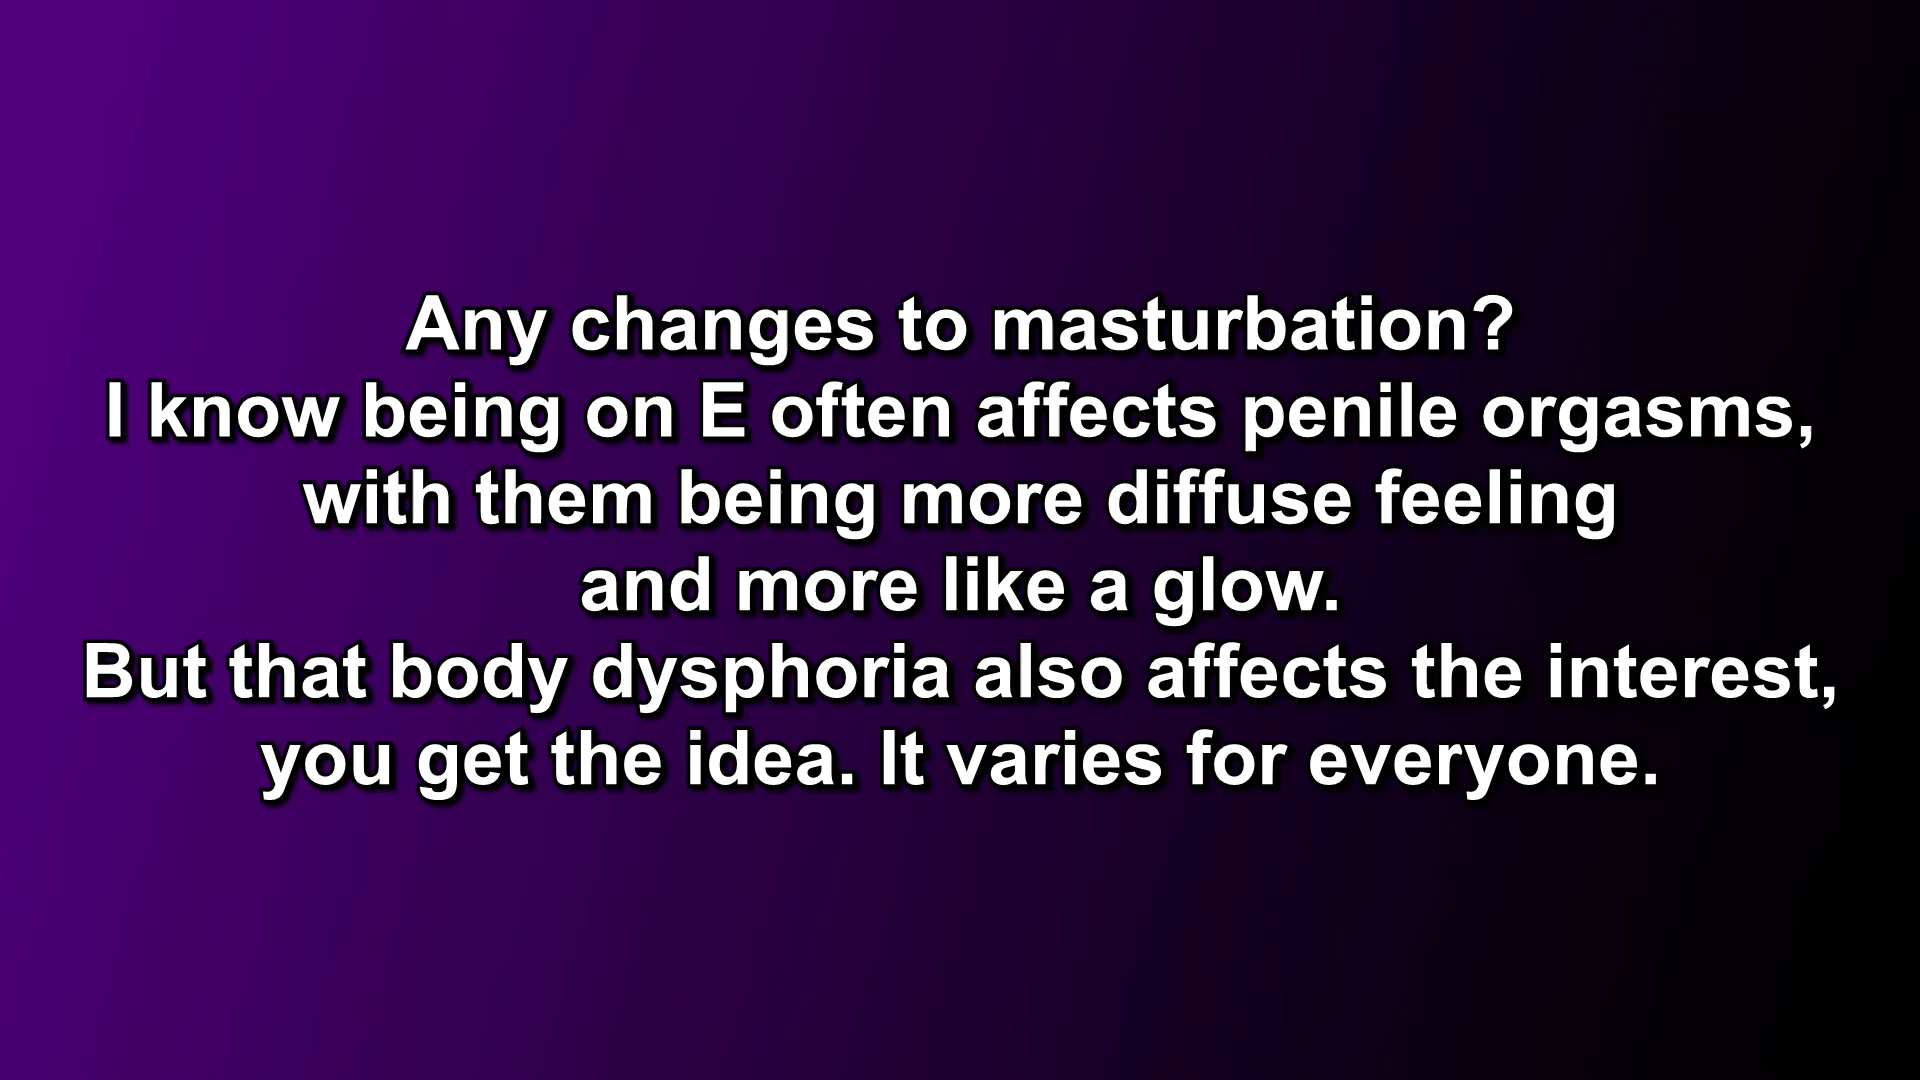 Any changes to masturbation?
I know being on E often affects penile orgasms,
with them being more diffuse feeling
and more like a glow.
But that body dysphoria also affects the interest,
you get the idea. It varies for everyone.